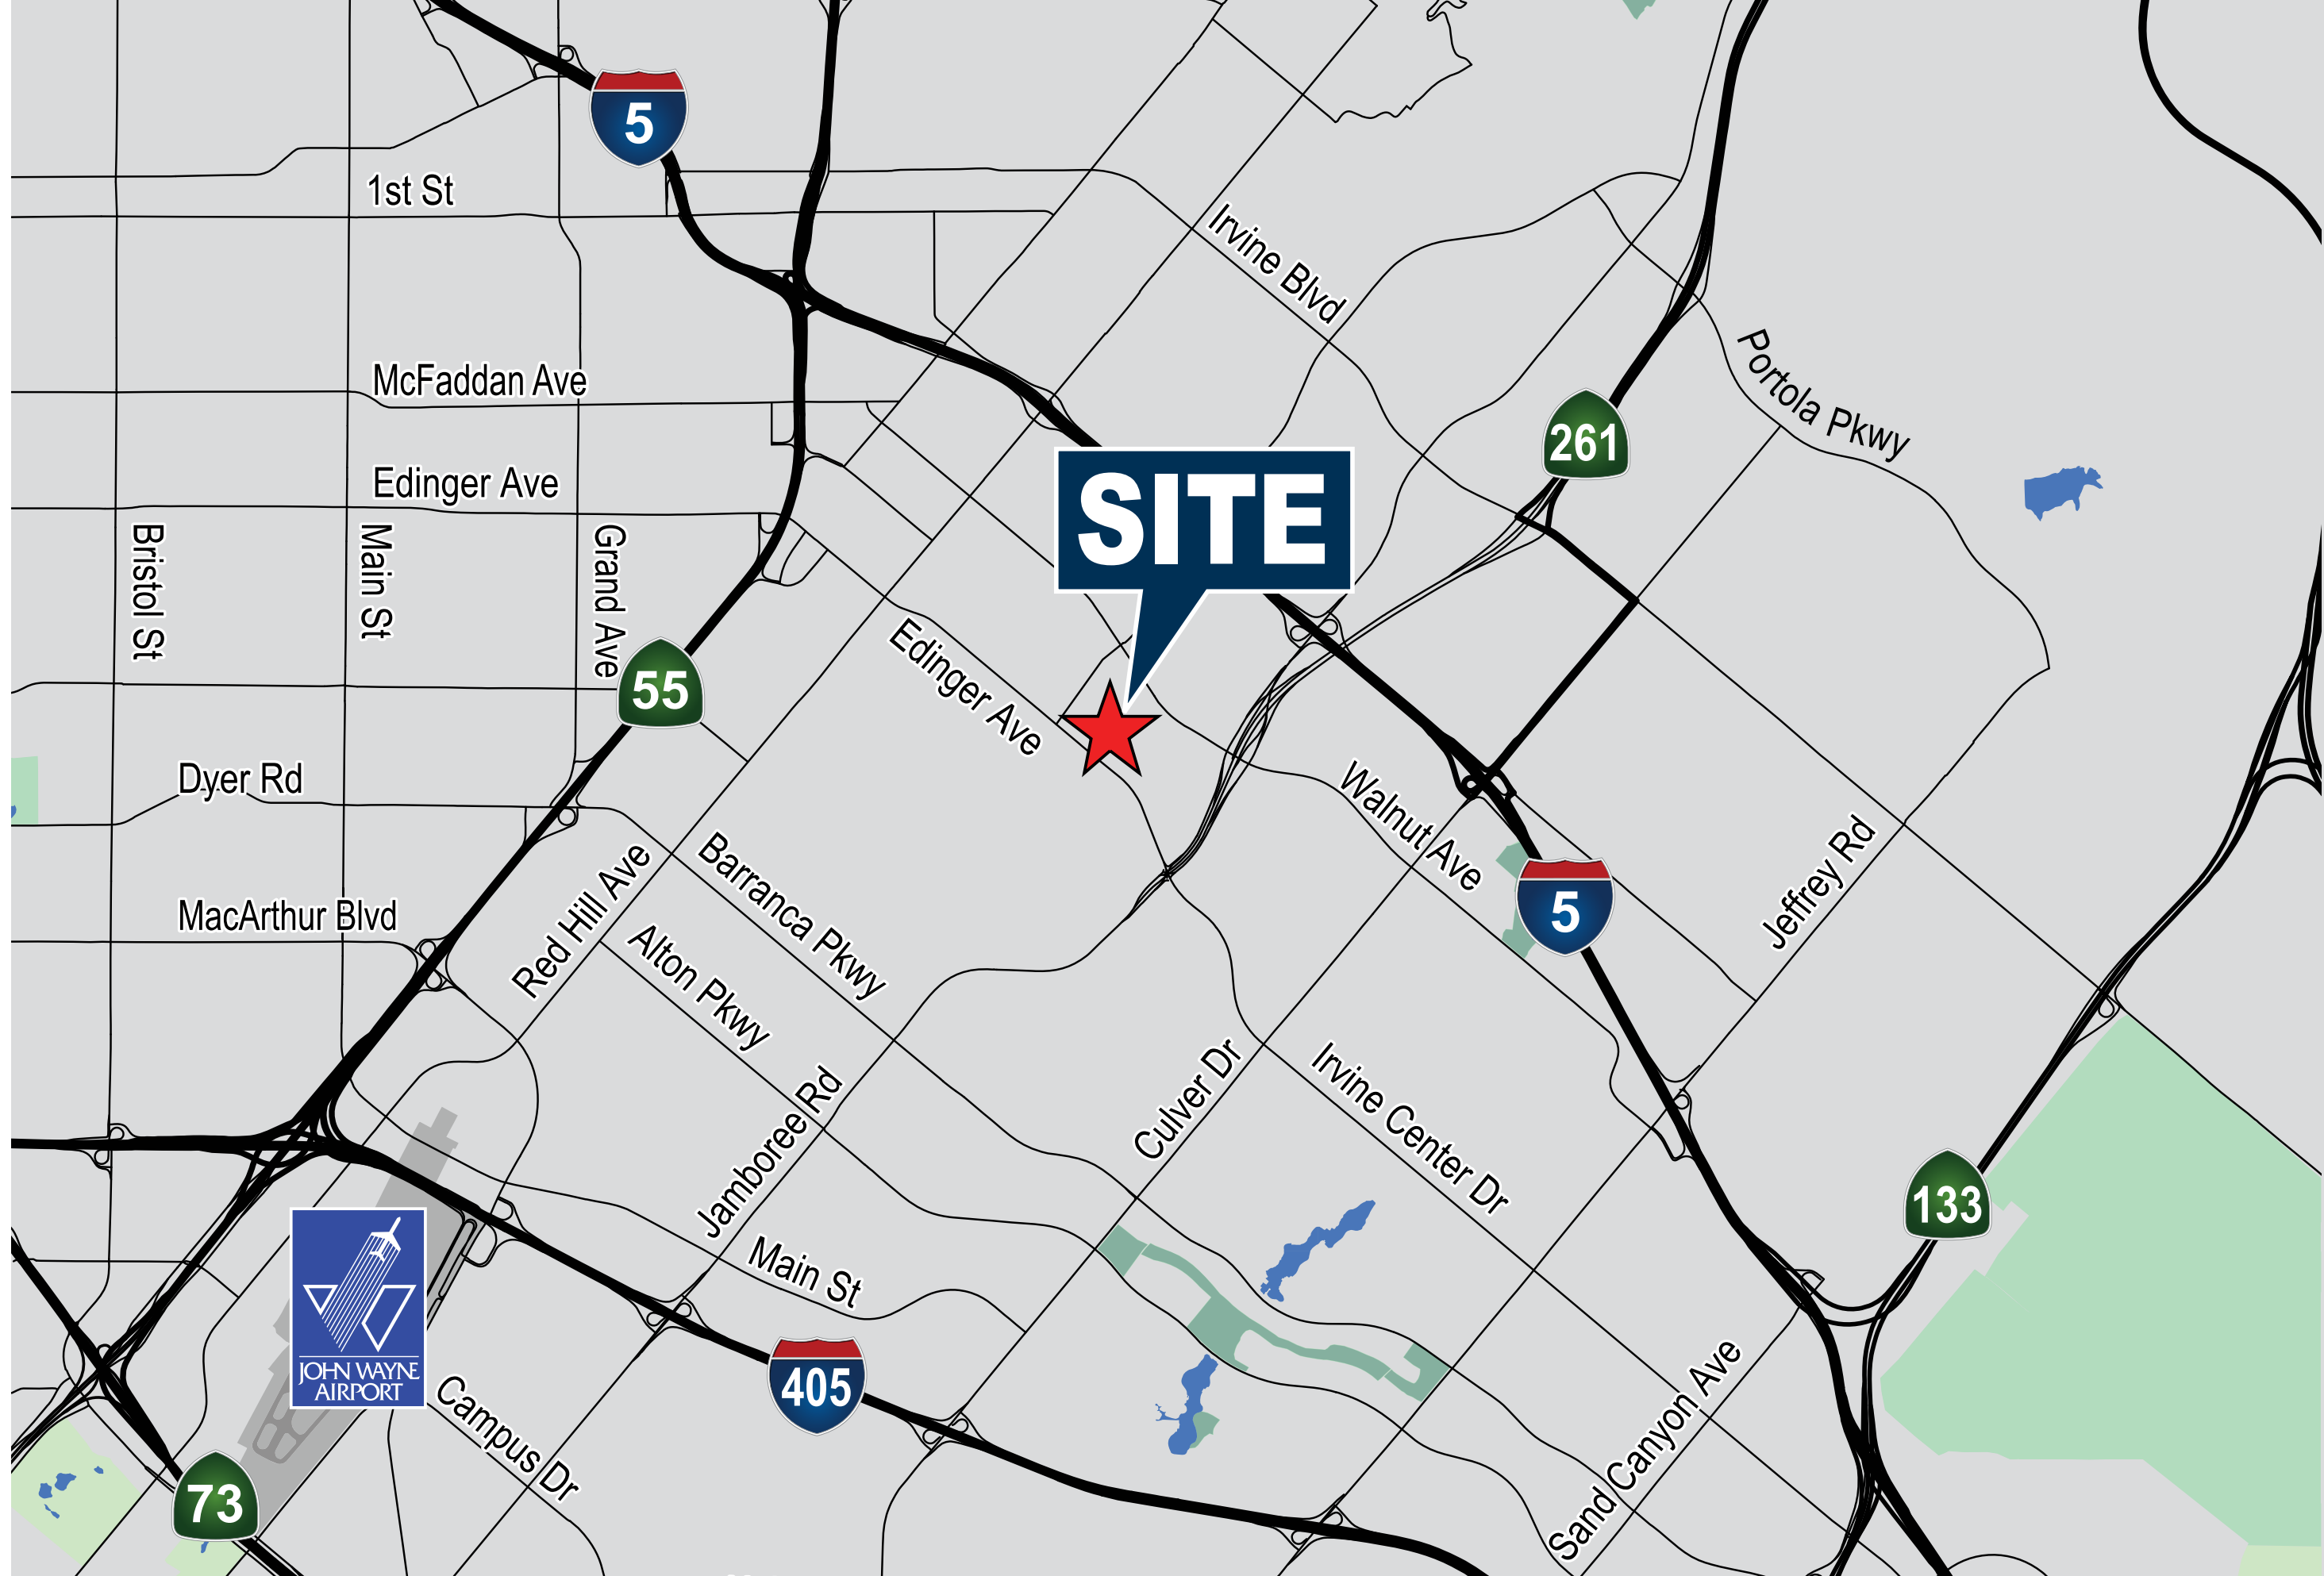 5
1st St
Irvine Blvd
McFaddan Ave
Portola Pkwy
261
Edinger Ave
SITE
Bristol St
Main St
Grand Ave
Edinger Ave
55
Dyer Rd
Walnut Ave
Barranca Pkwy
Jeffrey Rd
Red Hill Ave
MacArthur Blvd
5
Alton Pkwy
Culver Dr
Irvine Center Dr
Jamboree Rd
133
Main St
JOHN WAYNE
AIRPORT
405
Campus Dr
Sand Canyon Ave
73